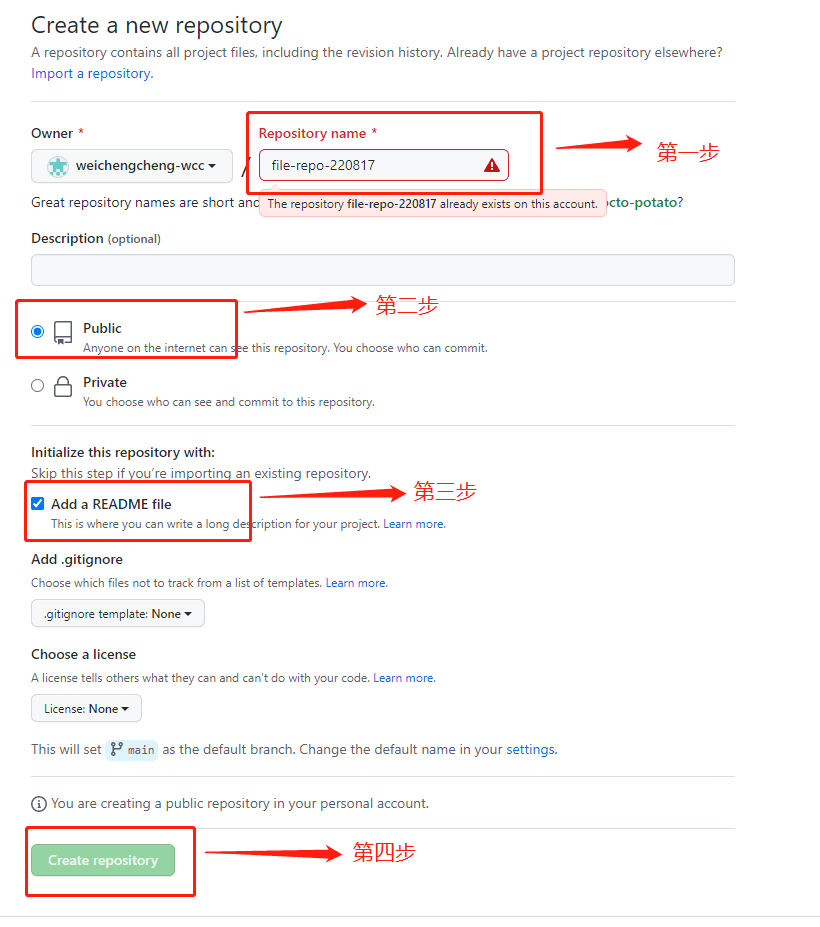 Create a new repository
A repository contains all project files, including the revision history. Already have a project repository elsewhere?
Import a repository.
Owner *
Repository name *
第一步
weichengcheng-wcc
/
file-repo-220817
Great repository names are short and
The repository file-repo-220817 already exists on this account.
cto-potato?
Description (optional)
第二步
Public
Anyone on the internet can see this repository. You choose who can commit.
Private
You choose who can see and commit to this repository.
Initialize this repository with:
Skip this step if you're importing an existing repository.
第三步
Add a README file
This is where you can write a long description for your project. Learn more.
Add .gitignore
Choose which files not to track from a list of templates. Learn more.
.gitignore template: None
Choose a license
A license tells others what they can and can't do with your code. Learn more.
License: None
This will set main as the default branch. Change the default name in your settings.
You are creating a public repository in your personal account.
第四步
Create repository